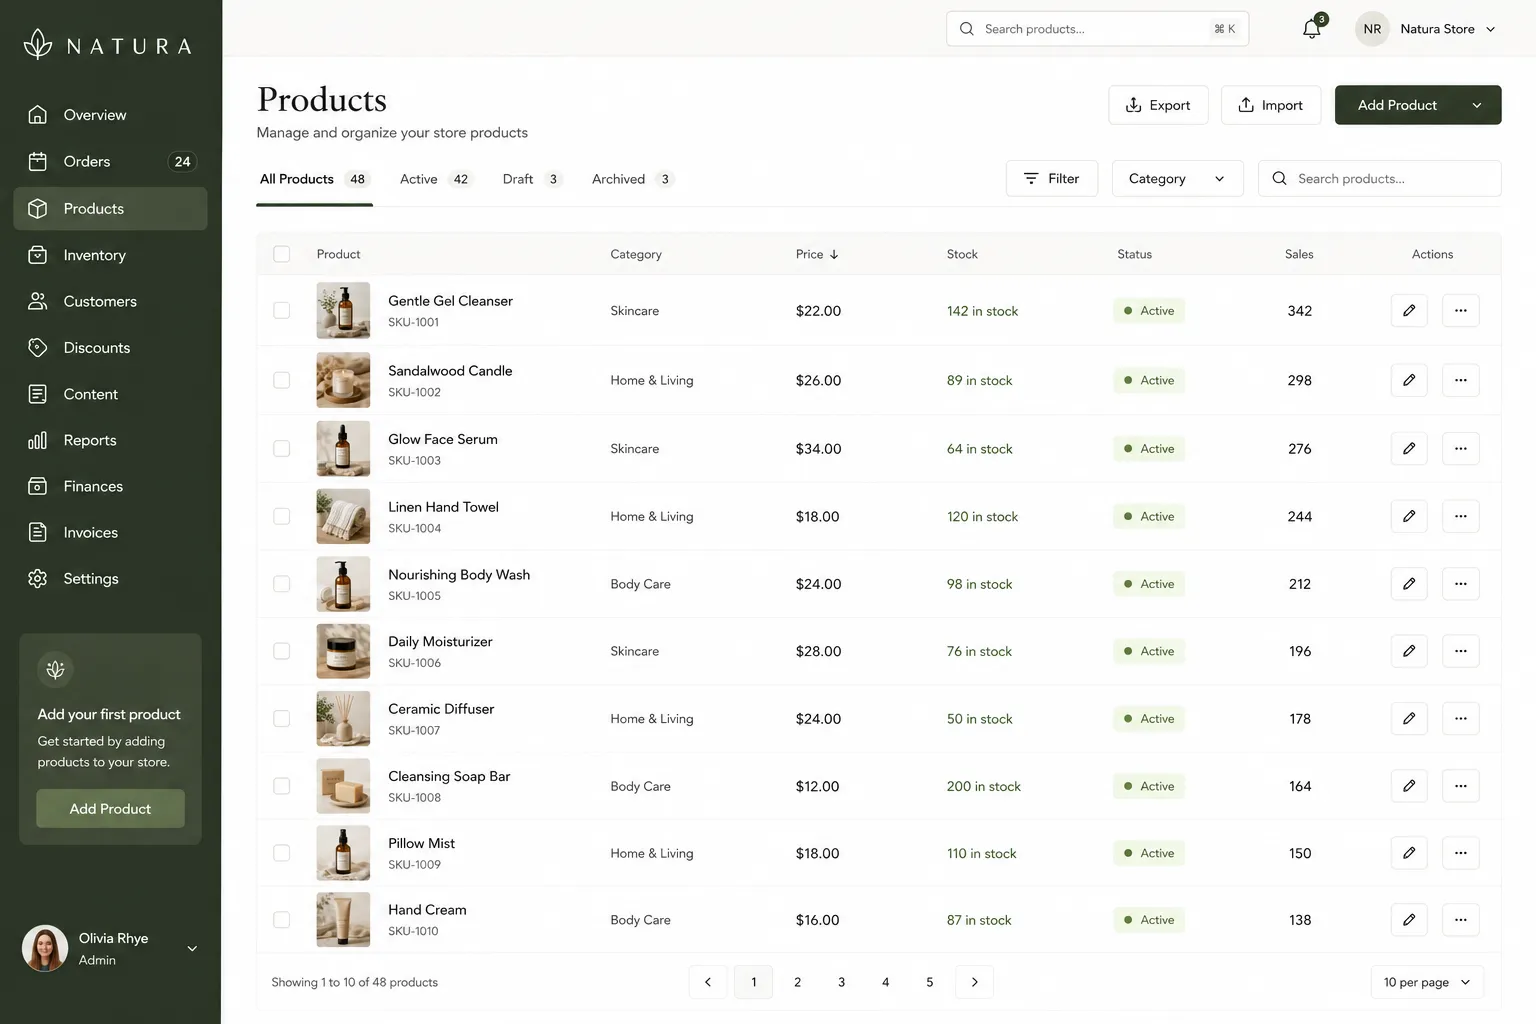 NATURA
Overview
Orders 24
Products
Inventory
Customers
Discounts
Content
Reports
Finances
Invoices
Settings
Add your first product
Get started by adding
products to your store.
Add Product
Olivia Rhye
Admin
Search products... ⌘ K
3
NR Natura Store
Products
Manage and organize your store products
Export Import Add Product
All Products 48 Active 42 Draft 3 Archived 3
Filter Category Search products...
Product Category Price ↓ Stock Status Sales Actions
Gentle Gel Cleanser
SKU-1001
Skincare $22.00 142 in stock Active 342
Sandalwood Candle
SKU-1002
Home & Living $26.00 89 in stock Active 298
Glow Face Serum
SKU-1003
Skincare $34.00 64 in stock Active 276
Linen Hand Towel
SKU-1004
Home & Living $18.00 120 in stock Active 244
Nourishing Body Wash
SKU-1005
Body Care $24.00 98 in stock Active 212
Daily Moisturizer
SKU-1006
Skincare $28.00 76 in stock Active 196
Ceramic Diffuser
SKU-1007
Home & Living $24.00 50 in stock Active 178
Cleansing Soap Bar
SKU-1008
Body Care $12.00 200 in stock Active 164
Pillow Mist
SKU-1009
Home & Living $18.00 110 in stock Active 150
Hand Cream
SKU-1010
Body Care $16.00 87 in stock Active 138
Showing 1 to 10 of 48 products
1 2 3 4 5
10 per page